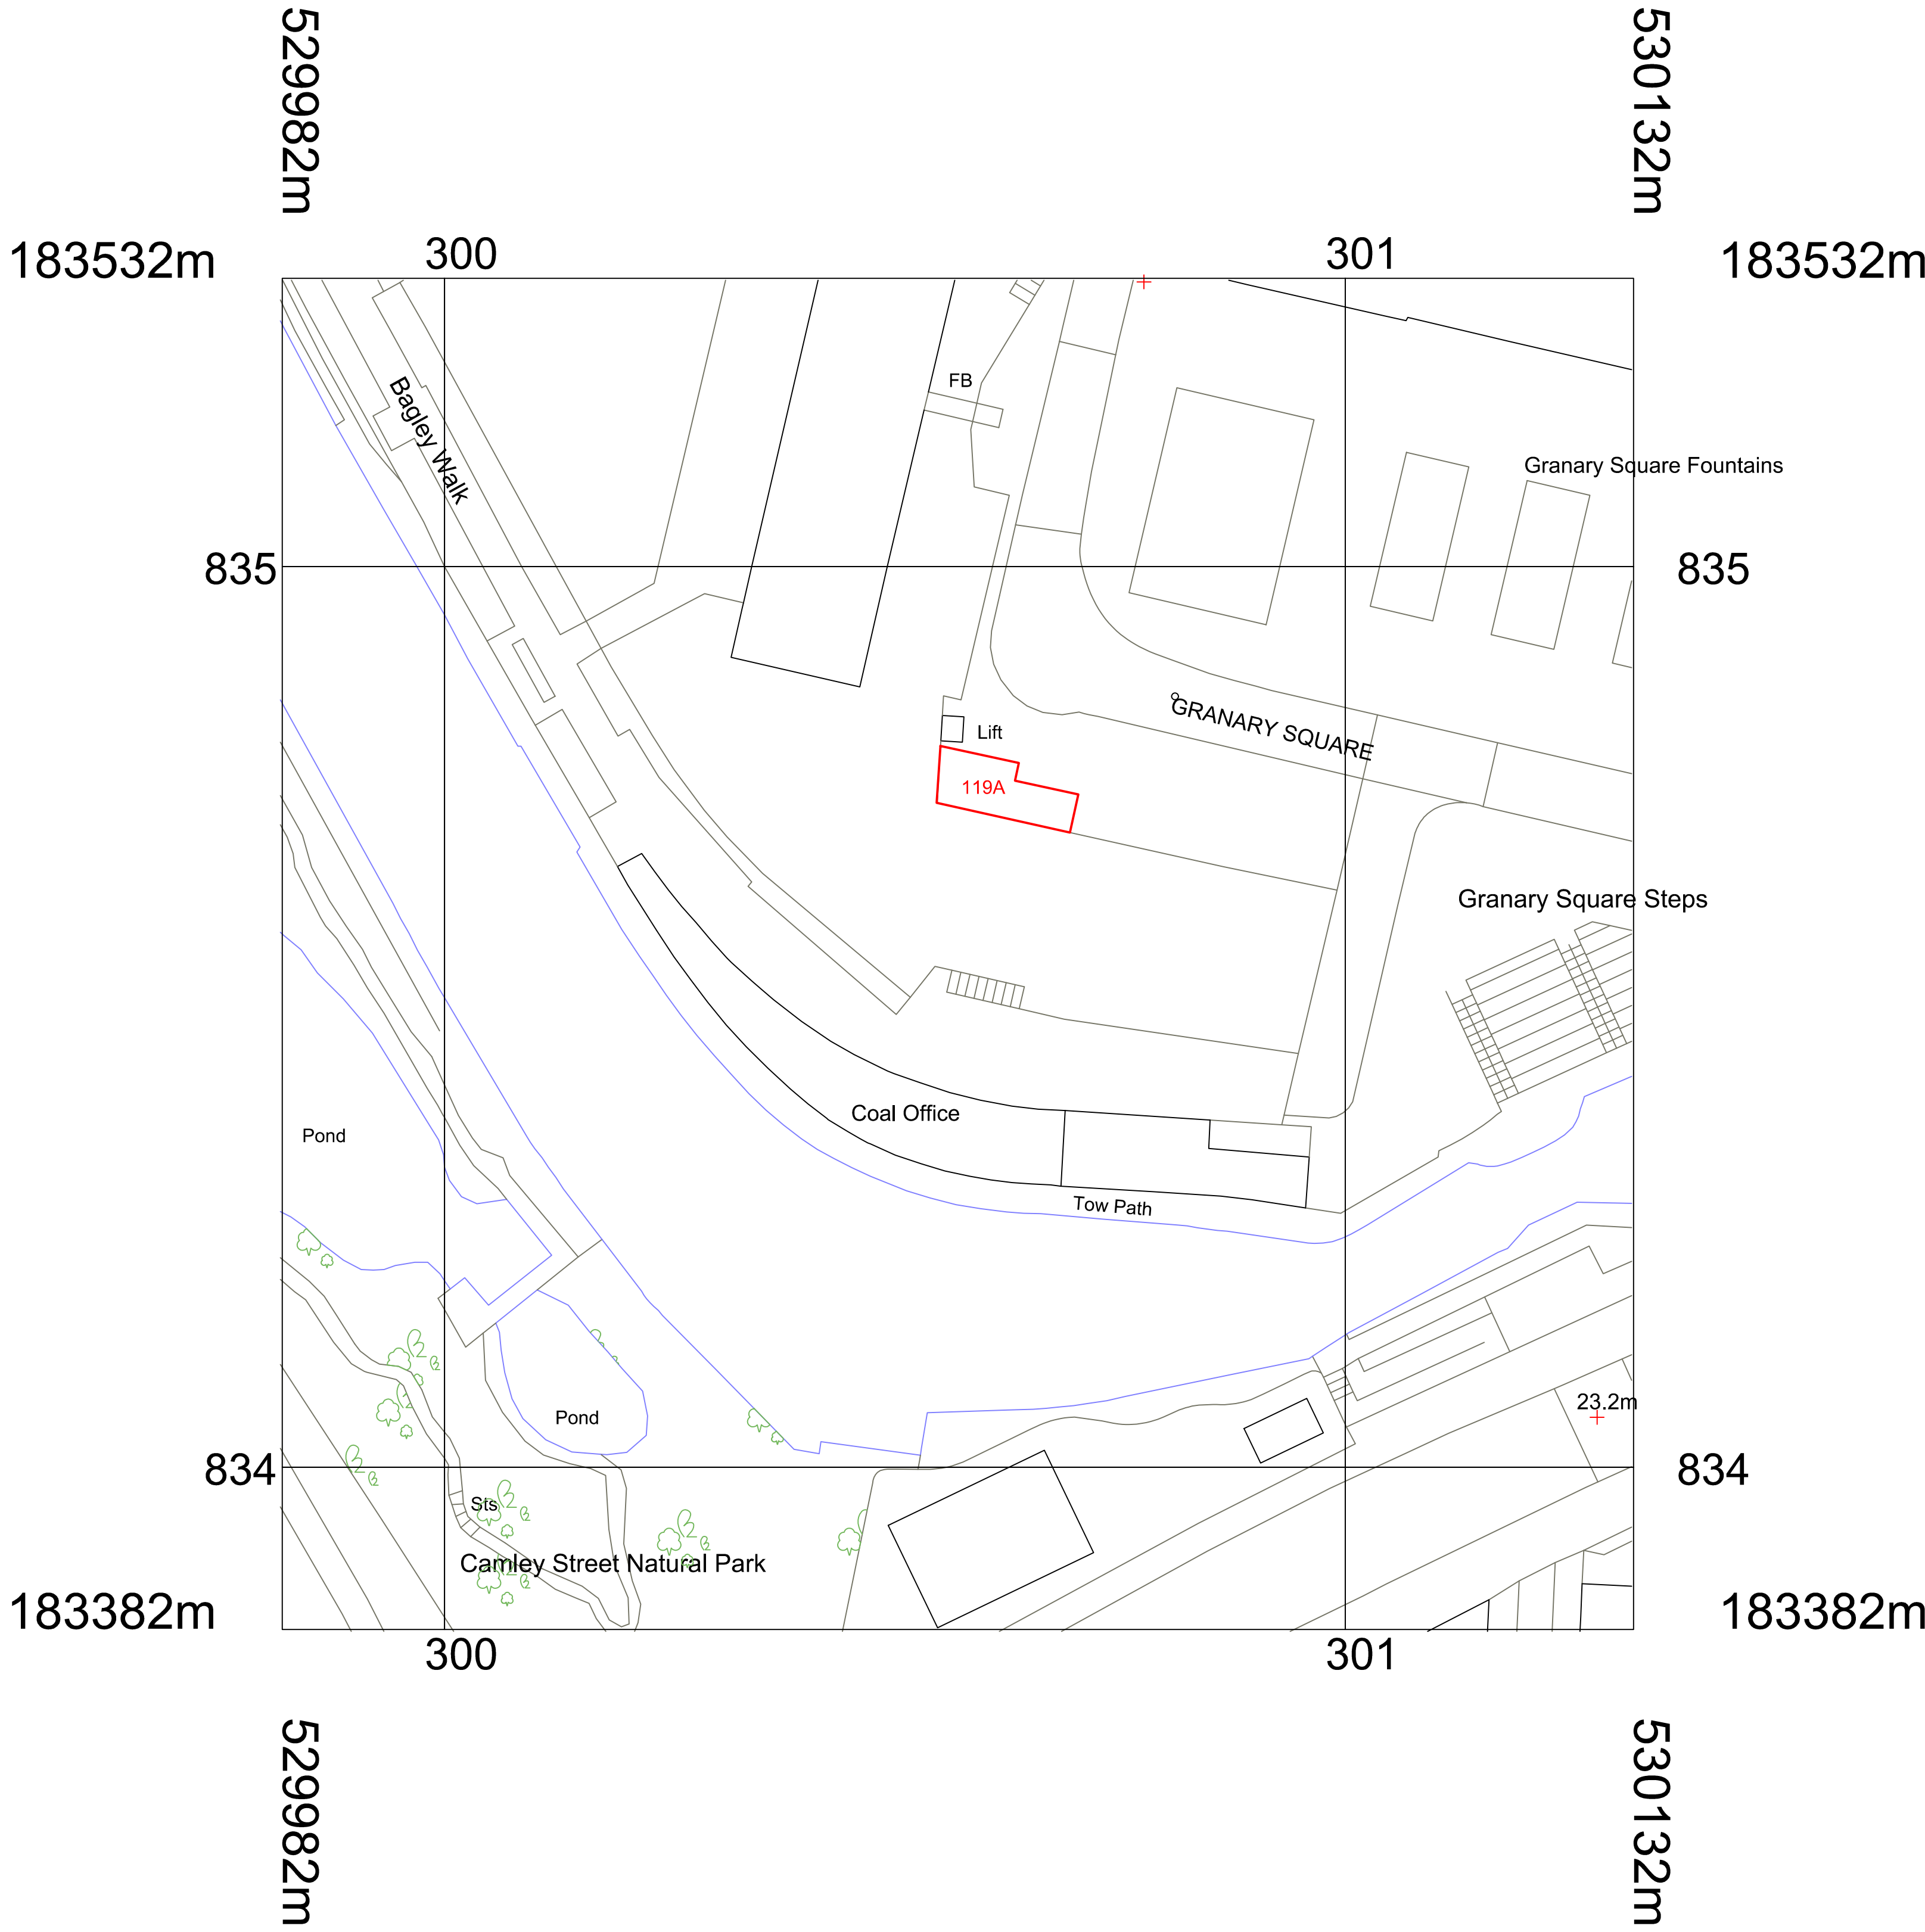 529982m
530132m
183532m
300
301
183532m
FB
Bagley Walk
Granary Square Fountains
835
835
GRANARY SQUARE
Lift
119A
Granary Square Steps
Coal Office
Pond
Tow Path
23.2m
Pond
834
834
Sts
Camley Street Natural Park
183382m
183382m
300
301
529982m
530132m